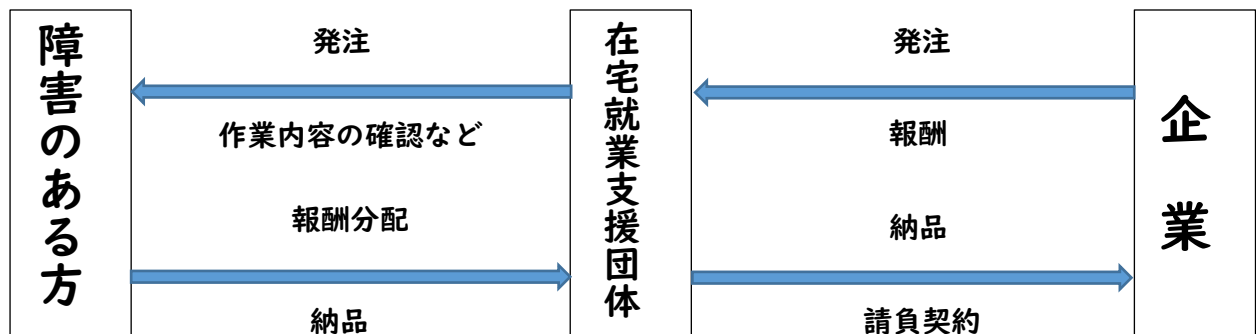 障害のある方
発注
作業内容の確認など
報酬分配
納品
在宅就業支援団体
発注
報酬
納品
請負契約
企業